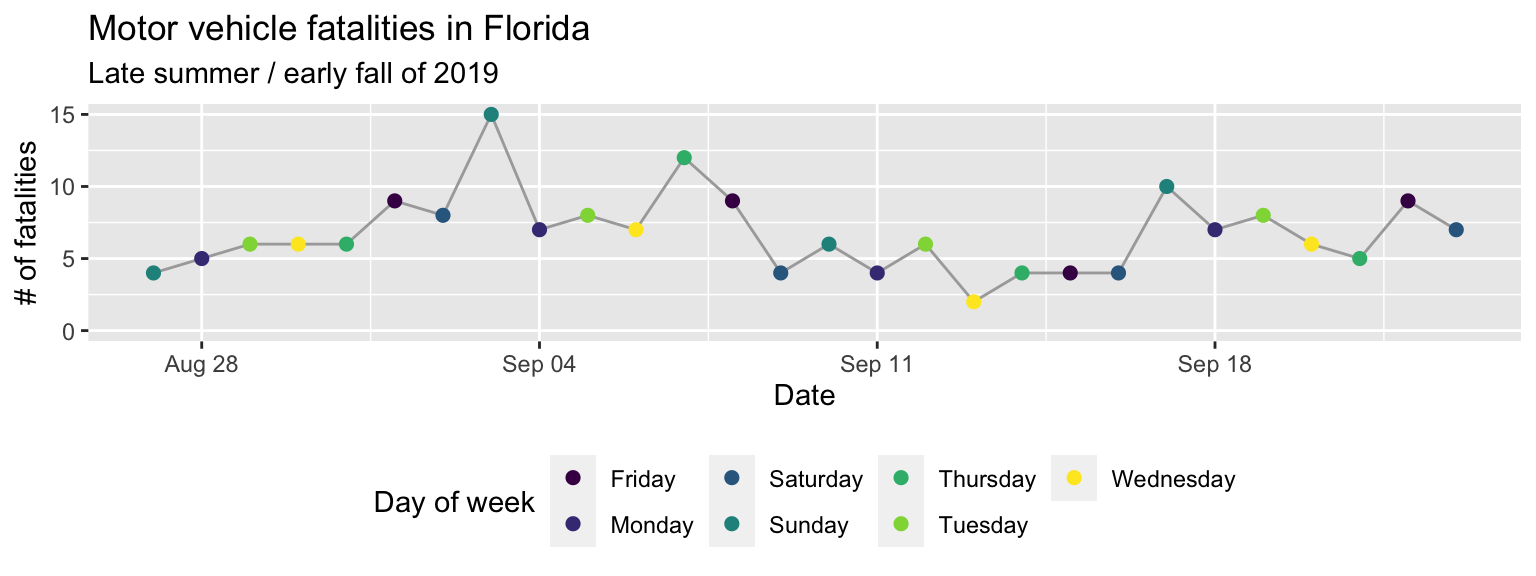 Motor vehicle fatalities in Florida
Late summer / early fall of 2019
# of fatalities
15
10
5
0
Aug 28 Sep 04 Sep 11 Sep 18
Date
Day of week
Friday Saturday Thursday Wednesday
Monday Sunday Tuesday